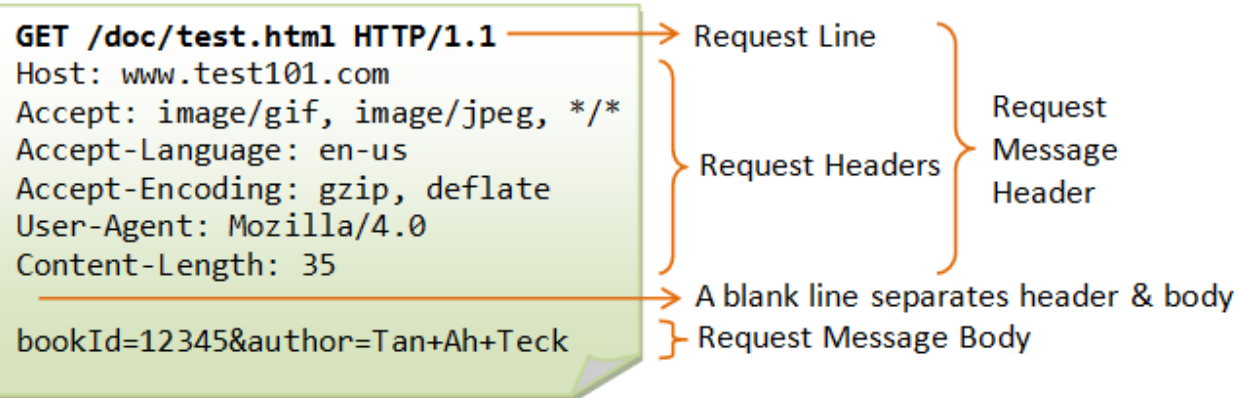 GET /doc/test.html HTTP/1.1
Host: www.test101.com
Accept: image/gif, image/jpeg, */*
Accept-Language: en-us
Accept-Encoding: gzip, deflate
User-Agent: Mozilla/4.0
Content-Length: 35
bookId=12345&author=Tan+Ah+Teck
Request Line
Request Headers
Request
Message
Header
A blank line separates header & body
Request Message Body